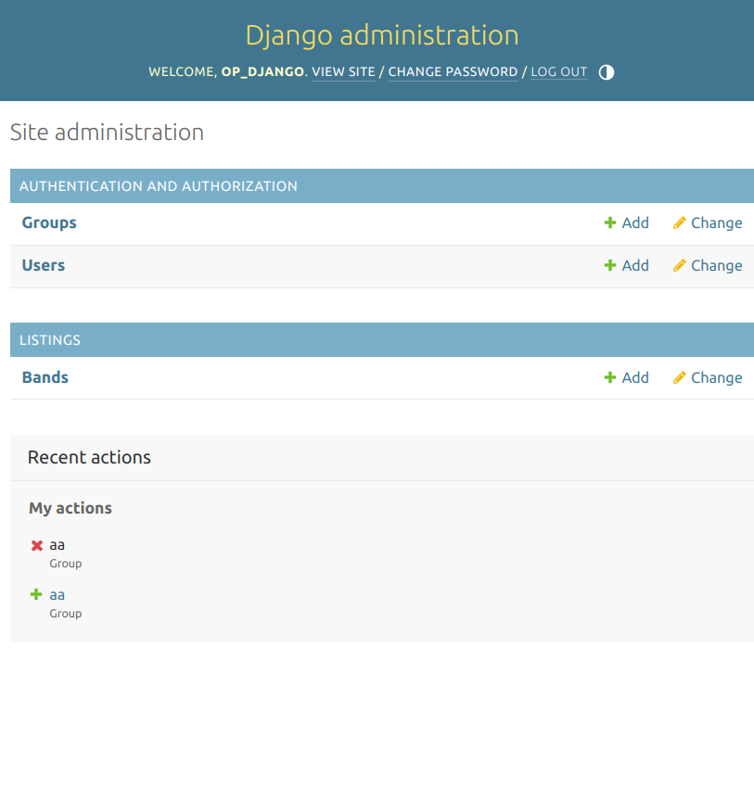 Django administration
WELCOME, OP_DJANGO. VIEW SITE / CHANGE PASSWORD / LOG OUT
Site administration
AUTHENTICATION AND AUTHORIZATION
Groups Add Change
Users Add Change
LISTINGS
Bands Add Change
Recent actions
My actions
aa
Group
aa
Group